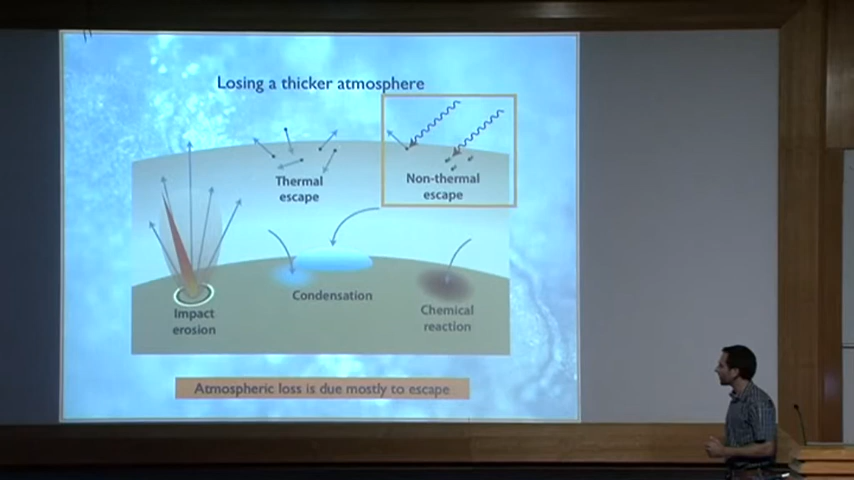 Losing a thicker atmosphere
Thermal
escape
Non-thermal
escape
Condensation
Impact
erosion
Chemical
reaction
Atmospheric loss is due mostly to escape